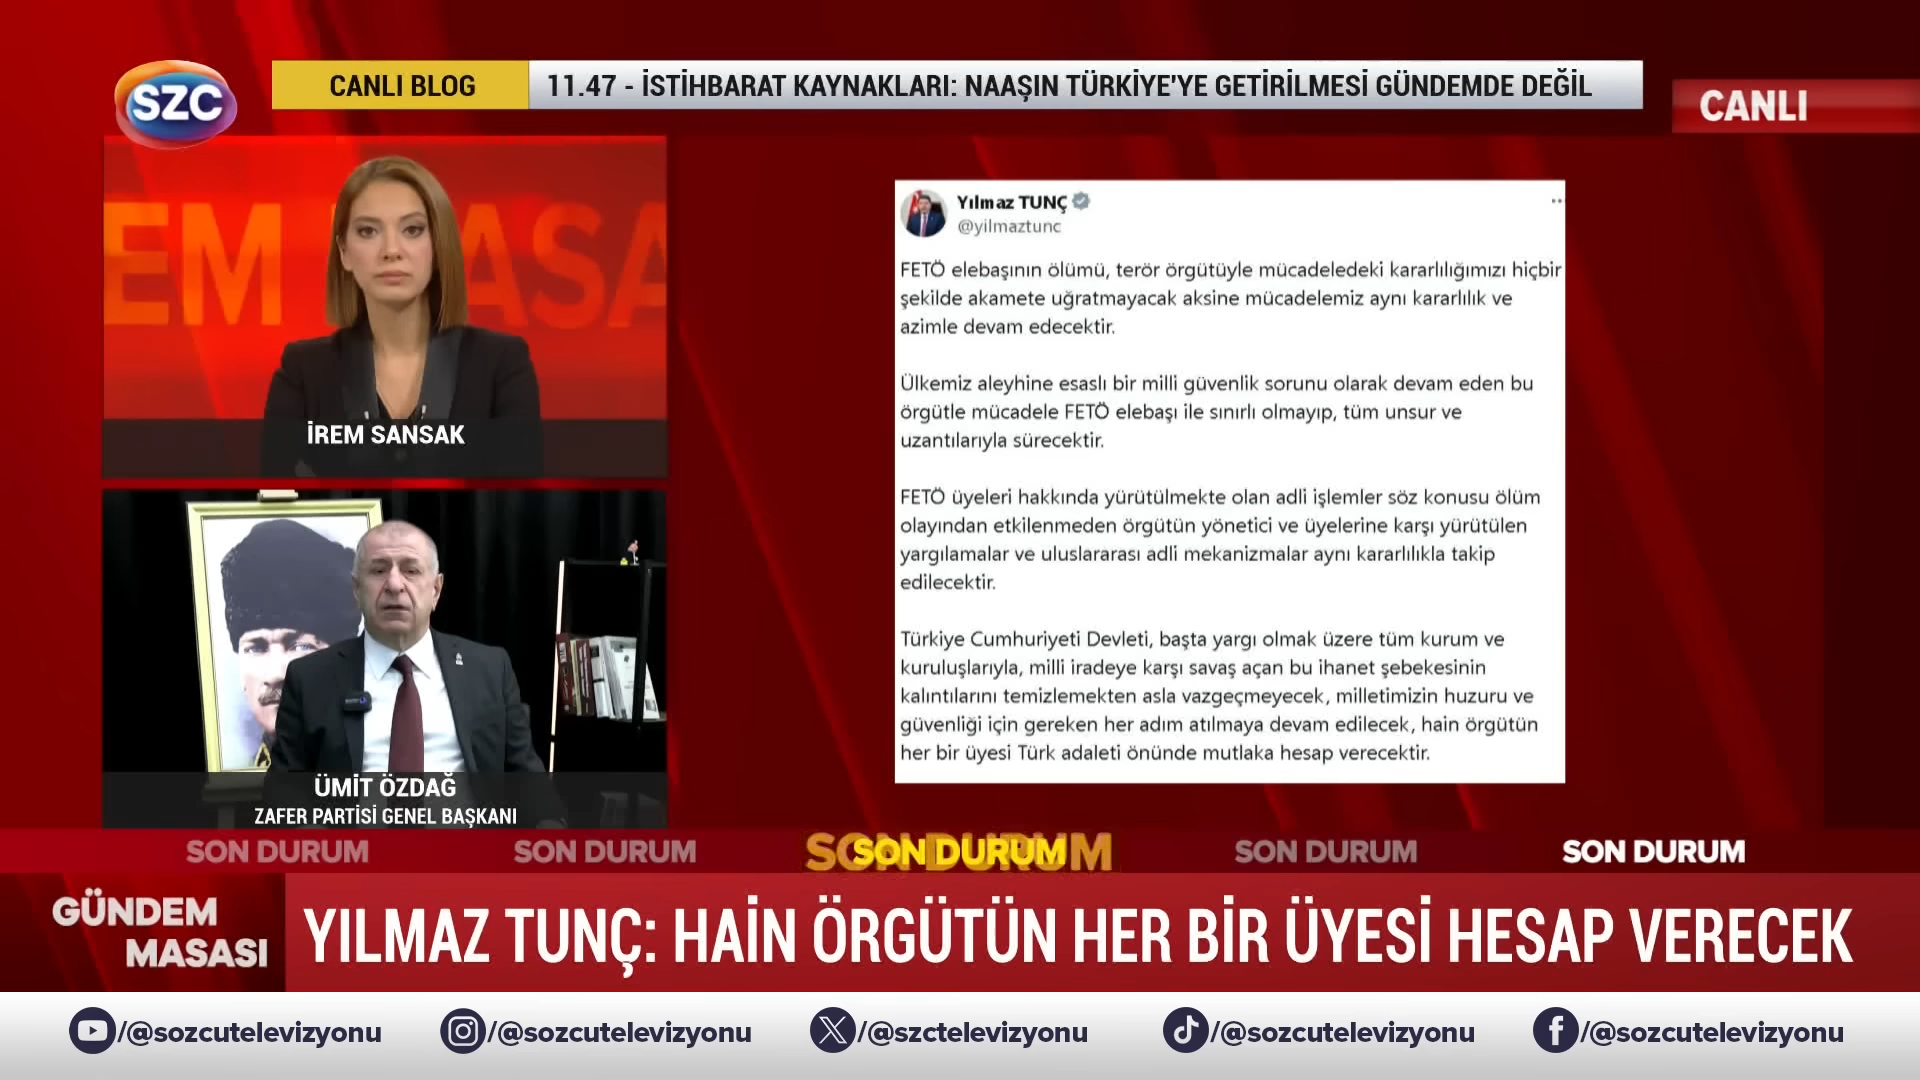 SZC
CANLI BLOG
11.47 - İSTİHBARAT KAYNAKLARI: NAAŞIN TÜRKİYE'YE GETİRİLMESİ GÜNDEMDE DEĞİL
CANLI
EM MASA
İREM SANSAK
ÜMİT ÖZDAĞ
ZAFER PARTİSİ GENEL BAŞKANI
Yılmaz TUNÇ
@yilmaztunc
FETÖ elebaşının ölümü, terör örgütüyle mücadeledeki kararlılığımızı hiçbir
şekilde akamete uğratmayacak aksine mücadelemiz aynı kararlılık ve
azimle devam edecektir.
Ülkemiz aleyhine esaslı bir milli güvenlik sorunu olarak devam eden bu
örgütle mücadele FETÖ elebaşı ile sınırlı olmayıp, tüm unsur ve
uzantılarıyla sürecektir.
FETÖ üyeleri hakkında yürütülmekte olan adli işlemler söz konusu ölüm
olayından etkilenmeden örgütün yönetici ve üyelerine karşı yürütülen
yargılamalar ve uluslararası adli mekanizmalar aynı kararlılıkla takip
edilecektir.
Türkiye Cumhuriyeti Devleti, başta yargı olmak üzere tüm kurum ve
kuruluşlarıyla, milli iradeye karşı savaş açan bu ihanet şebekesinin
kalıntılarını temizlemekten asla vazgeçmeyecek, milletimizin huzuru ve
güvenliği için gereken her adım atılmaya devam edilecek, hain örgütün
her bir üyesi Türk adaleti önünde mutlaka hesap verecektir.
SON DURUM SON DURUM SON DURUM SON DURUM SON DURUM
GÜNDEM
MASASI
YILMAZ TUNÇ: HAİN ÖRGÜTÜN HER BİR ÜYESİ HESAP VERECEK
/@sozcutelevizyonu /@sozcutelevizyonu /@szctelevizyonu /@sozcutelevizyonu /@sozcutelevizyonu